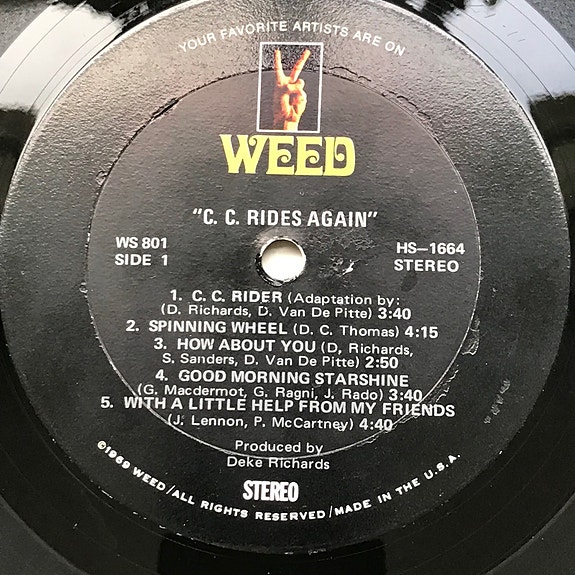 YOUR FAVORITE ARTISTS ARE ON
WEED
"C. C. RIDES AGAIN"
WS 801
SIDE 1
HS–1664
STEREO
1. C. C. RIDER (Adaptation by:
(D. Richards, D. Van De Pitte) 3:40
2. SPINNING WHEEL (D. C. Thomas) 4:15
3. HOW ABOUT YOU (D, Richards,
S. Sanders, D. Van De Pitte) 2:50
4. GOOD MORNING STARSHINE
(G. Macdermot, G. Ragni, J. Rado) 3:40
5. WITH A LITTLE HELP FROM MY FRIENDS
(J. Lennon, P. McCartney) 4:40
Produced by
Deke Richards
STEREO
©1969 WEED/ALL RIGHTS RESERVED/MADE IN THE U.S.A.